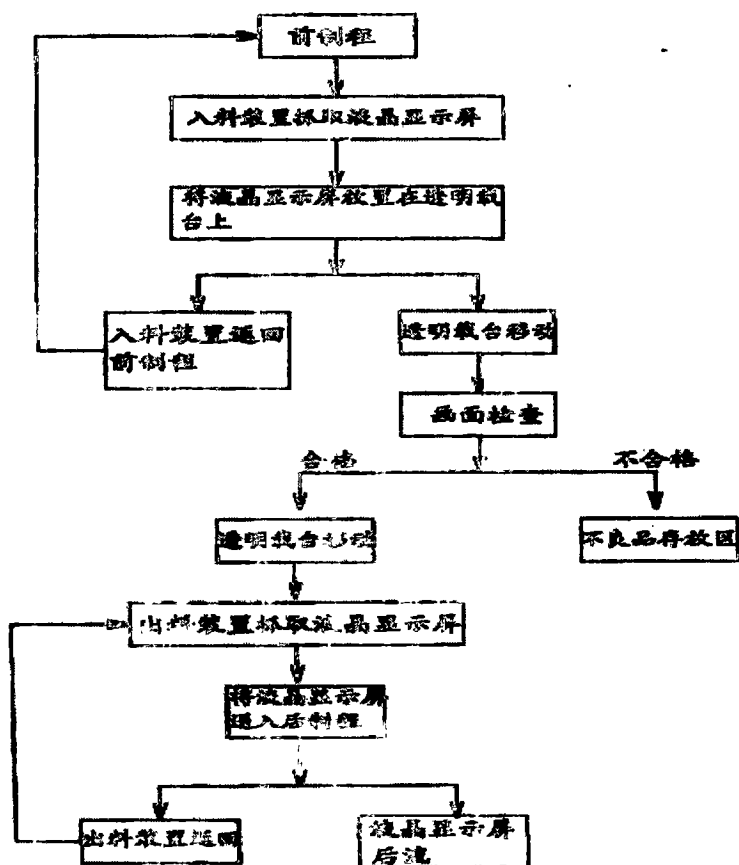 前制程
入料装置抓取液晶显示屏
将液晶显示屏放置在透明载
台上
入料装置返回
前制程
透明载台移动
画面检查
合格
不合格
透明载台移动
不良品存放区
出料装置抓取液晶显示屏
将液晶显示屏
送入后制程
出料装置返回
液晶显示屏
后流